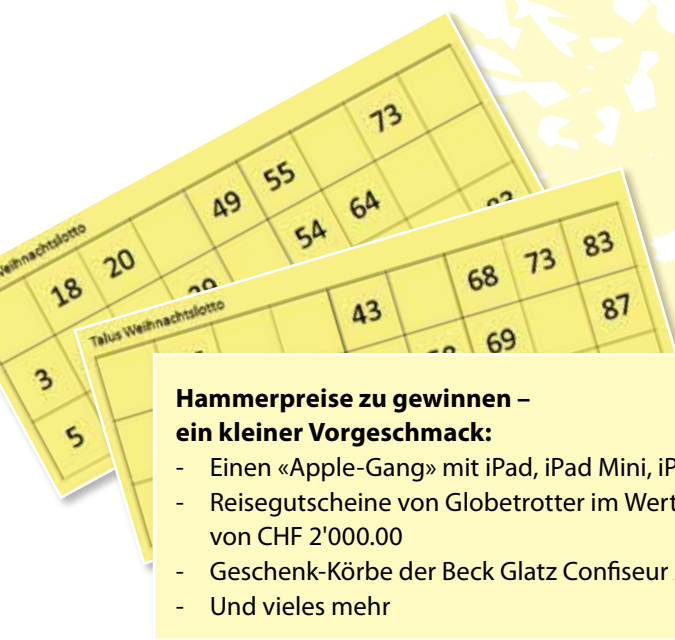 73
49 55
Weihnachtslotto
18 20
54 64
3
5
Talus Weihnachtslotto
43 68 73 83
69 87
Hammerpreise zu gewinnen –
ein kleiner Vorgeschmack:
- Einen «Apple-Gang» mit iPad, iPad Mini,
- Reisegutscheine von Globetrotter im Wert
von CHF 2'000.00
- Geschenk-Körbe der Beck Glatz Confiseur
- Und vieles mehr